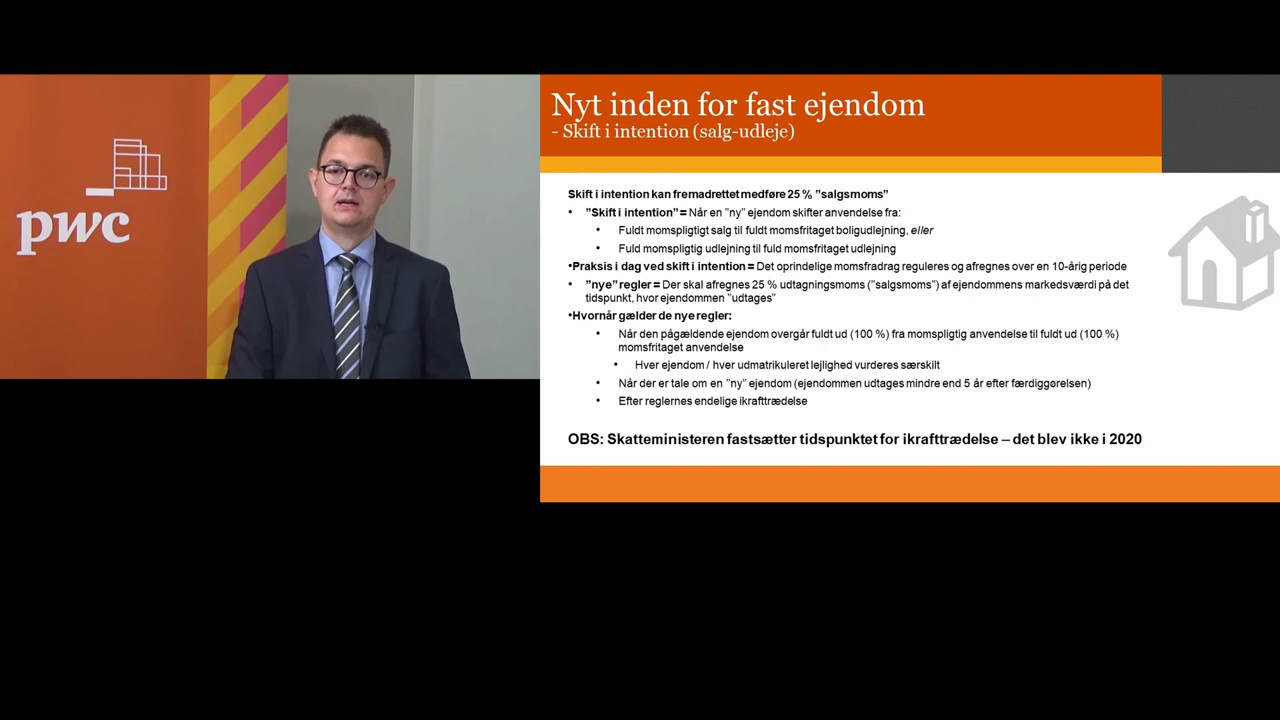 pwc
Nyt inden for fast ejendom
- Skift i intention (salg-udleje)
Skift i intention kan fremadrettet medføre 25 % ”salgsmoms”
• ”Skift i intention” = Når en ”ny” ejendom skifter anvendelse fra:
• Fuldt momspligtigt salg til fuldt momsfritaget boligudlejning, eller
• Fuld momspligtig udlejning til fuld momsfritaget udlejning
•Praksis i dag ved skift i intention = Det oprindelige momsfradrag reguleres og afregnes over en 10-årig periode
• ”nye” regler = Der skal afregnes 25 % udtagningsmoms (”salgsmoms”) af ejendommens markedsværdi på det
tidspunkt, hvor ejendommen ”udtages”
•Hvornår gælder de nye regler:
• Når den pågældende ejendom overgår fuldt ud (100 %) fra momspligtig anvendelse til fuldt ud (100 %)
momsfritaget anvendelse
• Hver ejendom / hver udmatrikuleret lejlighed vurderes særskilt
• Når der er tale om en ”ny” ejendom (ejendommen udtages mindre end 5 år efter færdiggørelsen)
• Efter reglernes endelige ikrafttrædelse
OBS: Skatteministeren fastsætter tidspunktet for ikrafttrædelse – det blev ikke i 2020